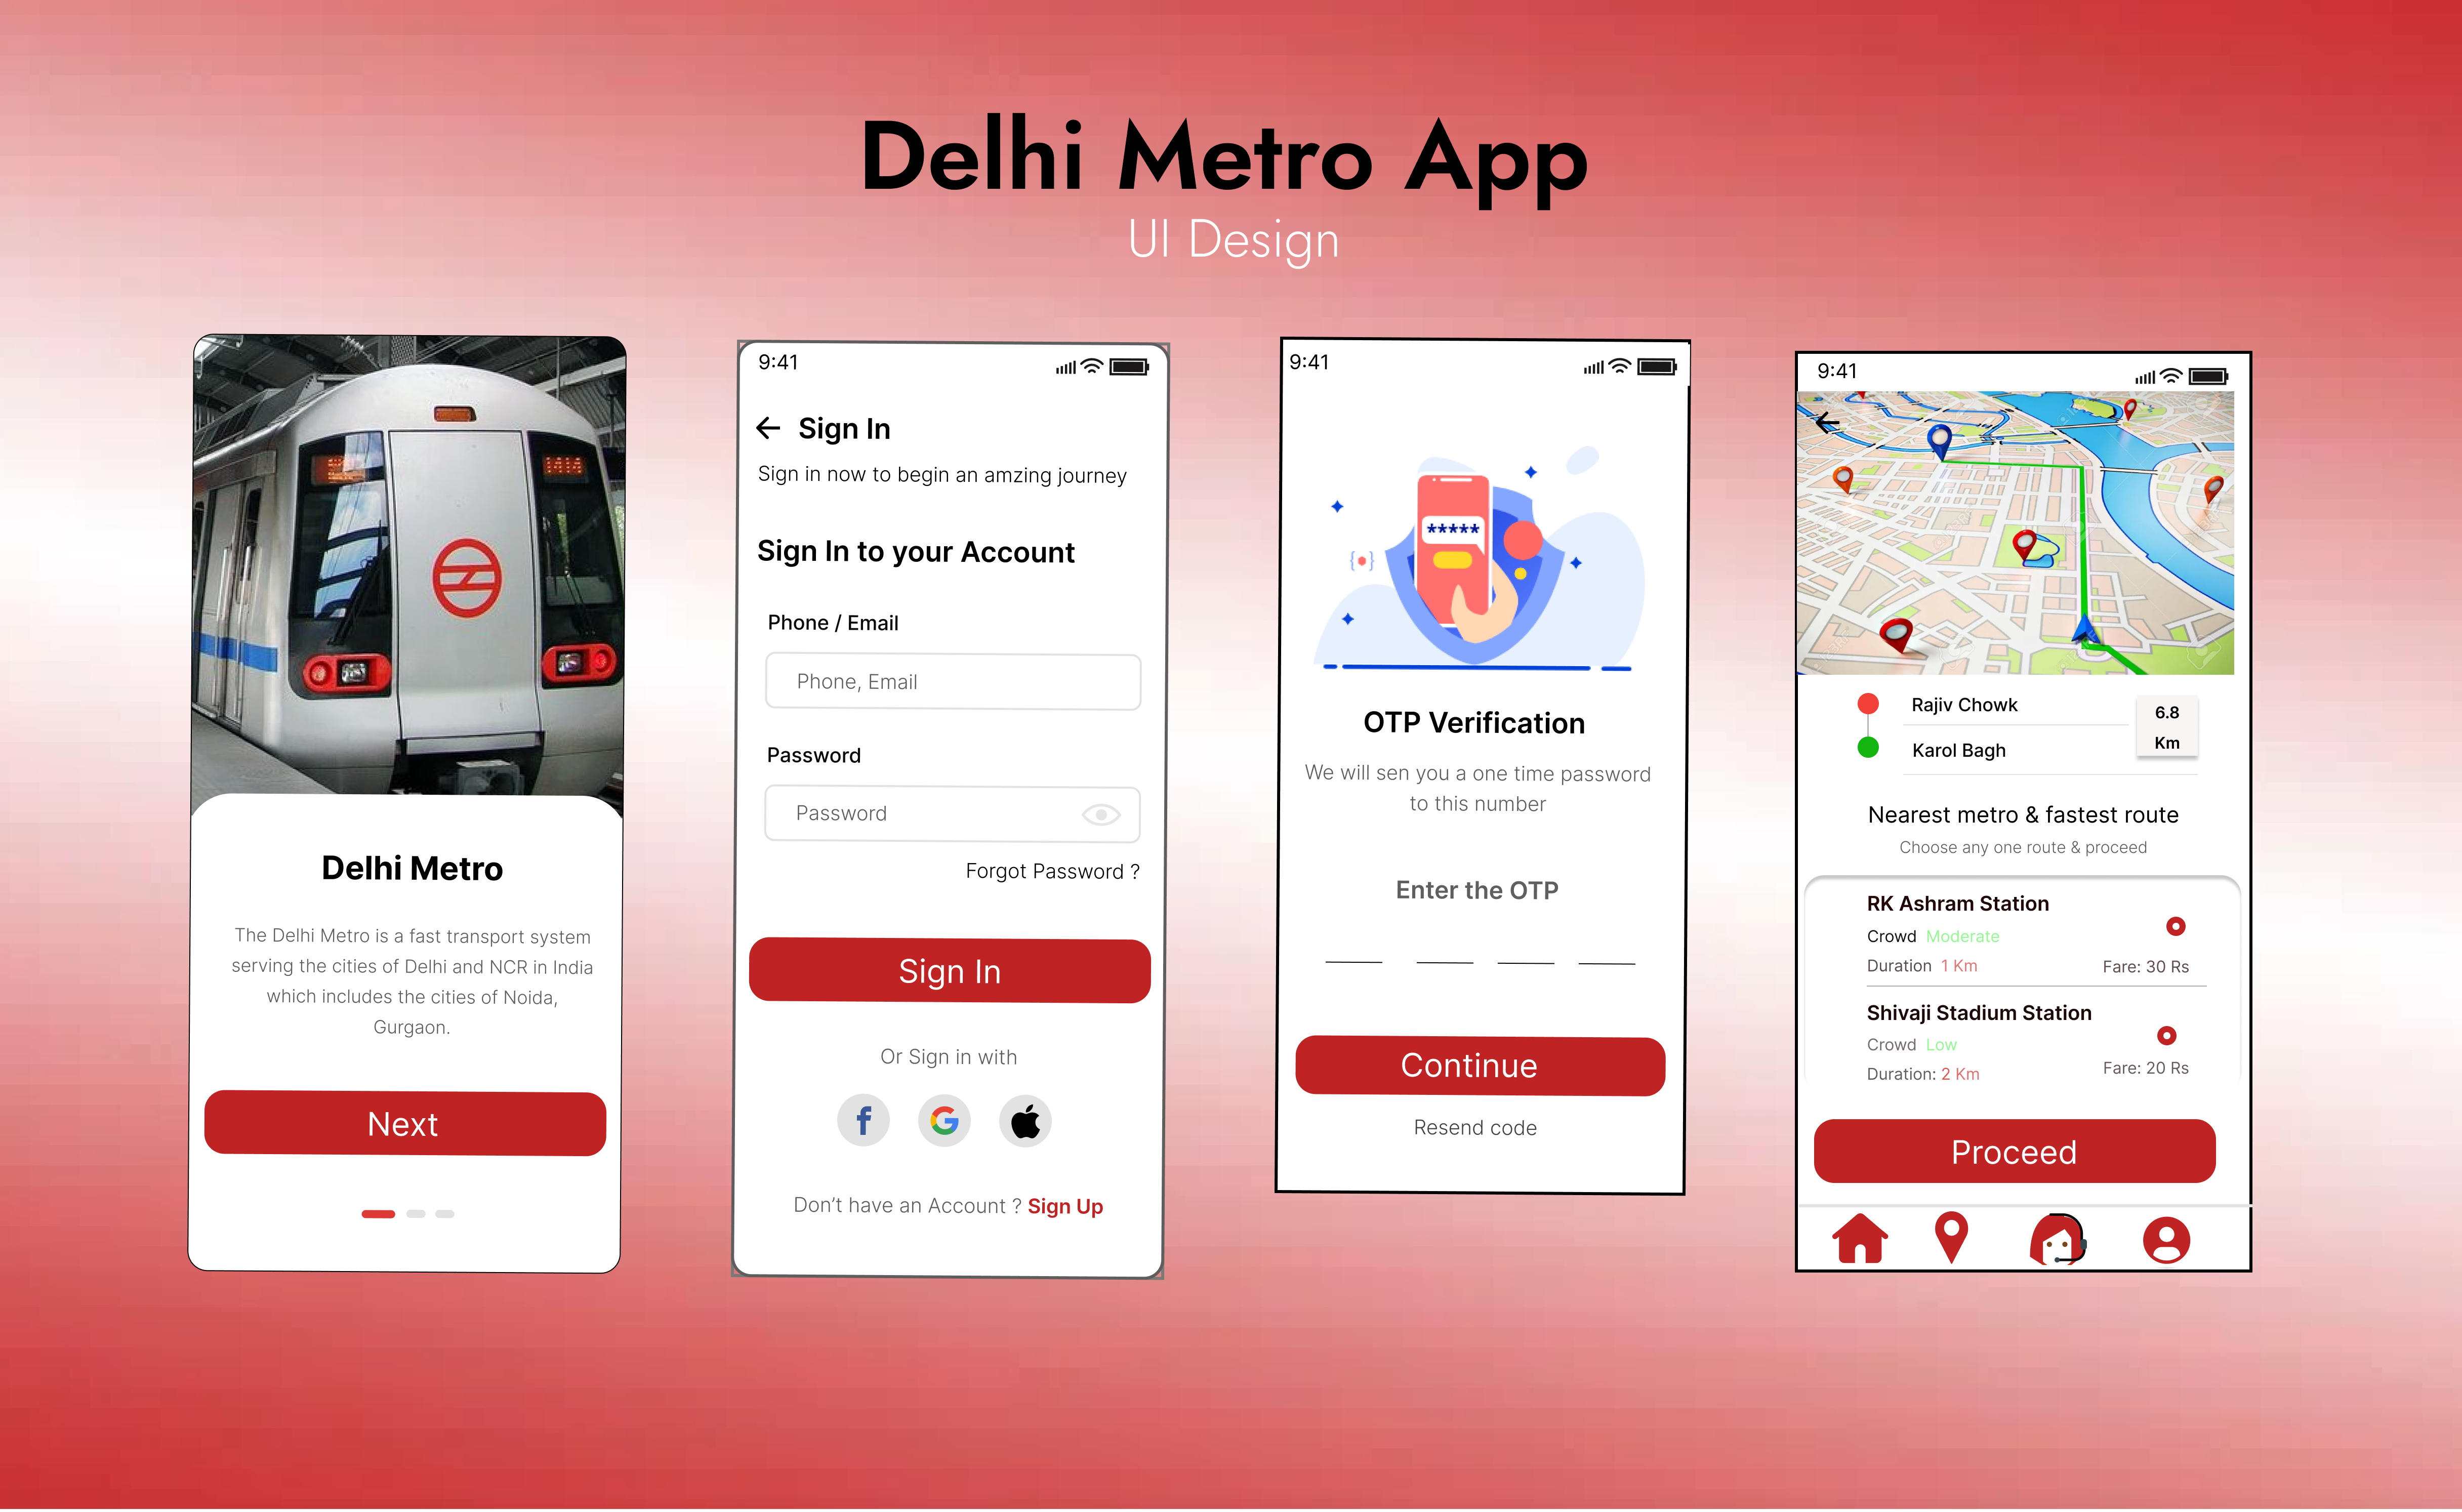 Delhi Metro App
UI Design
Delhi Metro
The Delhi Metro is a fast transport system
serving the cities of Delhi and NCR in India
which includes the cities of Noida,
Gurgaon.
Next
9:41
Sign In
Sign in now to begin an amzing journey
Sign In to your Account
Phone / Email
Phone, Email
Password
Password
Forgot Password ?
Sign In
Or Sign in with
Don't have an Account ? Sign Up
9:41
*****
OTP Verification
We will sen you a one time password
to this number
Enter the OTP
Continue
Resend code
9:41
Rajiv Chowk
6.8
Km
Karol Bagh
Nearest metro & fastest route
Choose any one route & proceed
RK Ashram Station
Crowd Moderate
Duration 1 Km
Fare: 30 Rs
Shivaji Stadium Station
Crowd Low
Duration: 2 Km
Fare: 20 Rs
Proceed